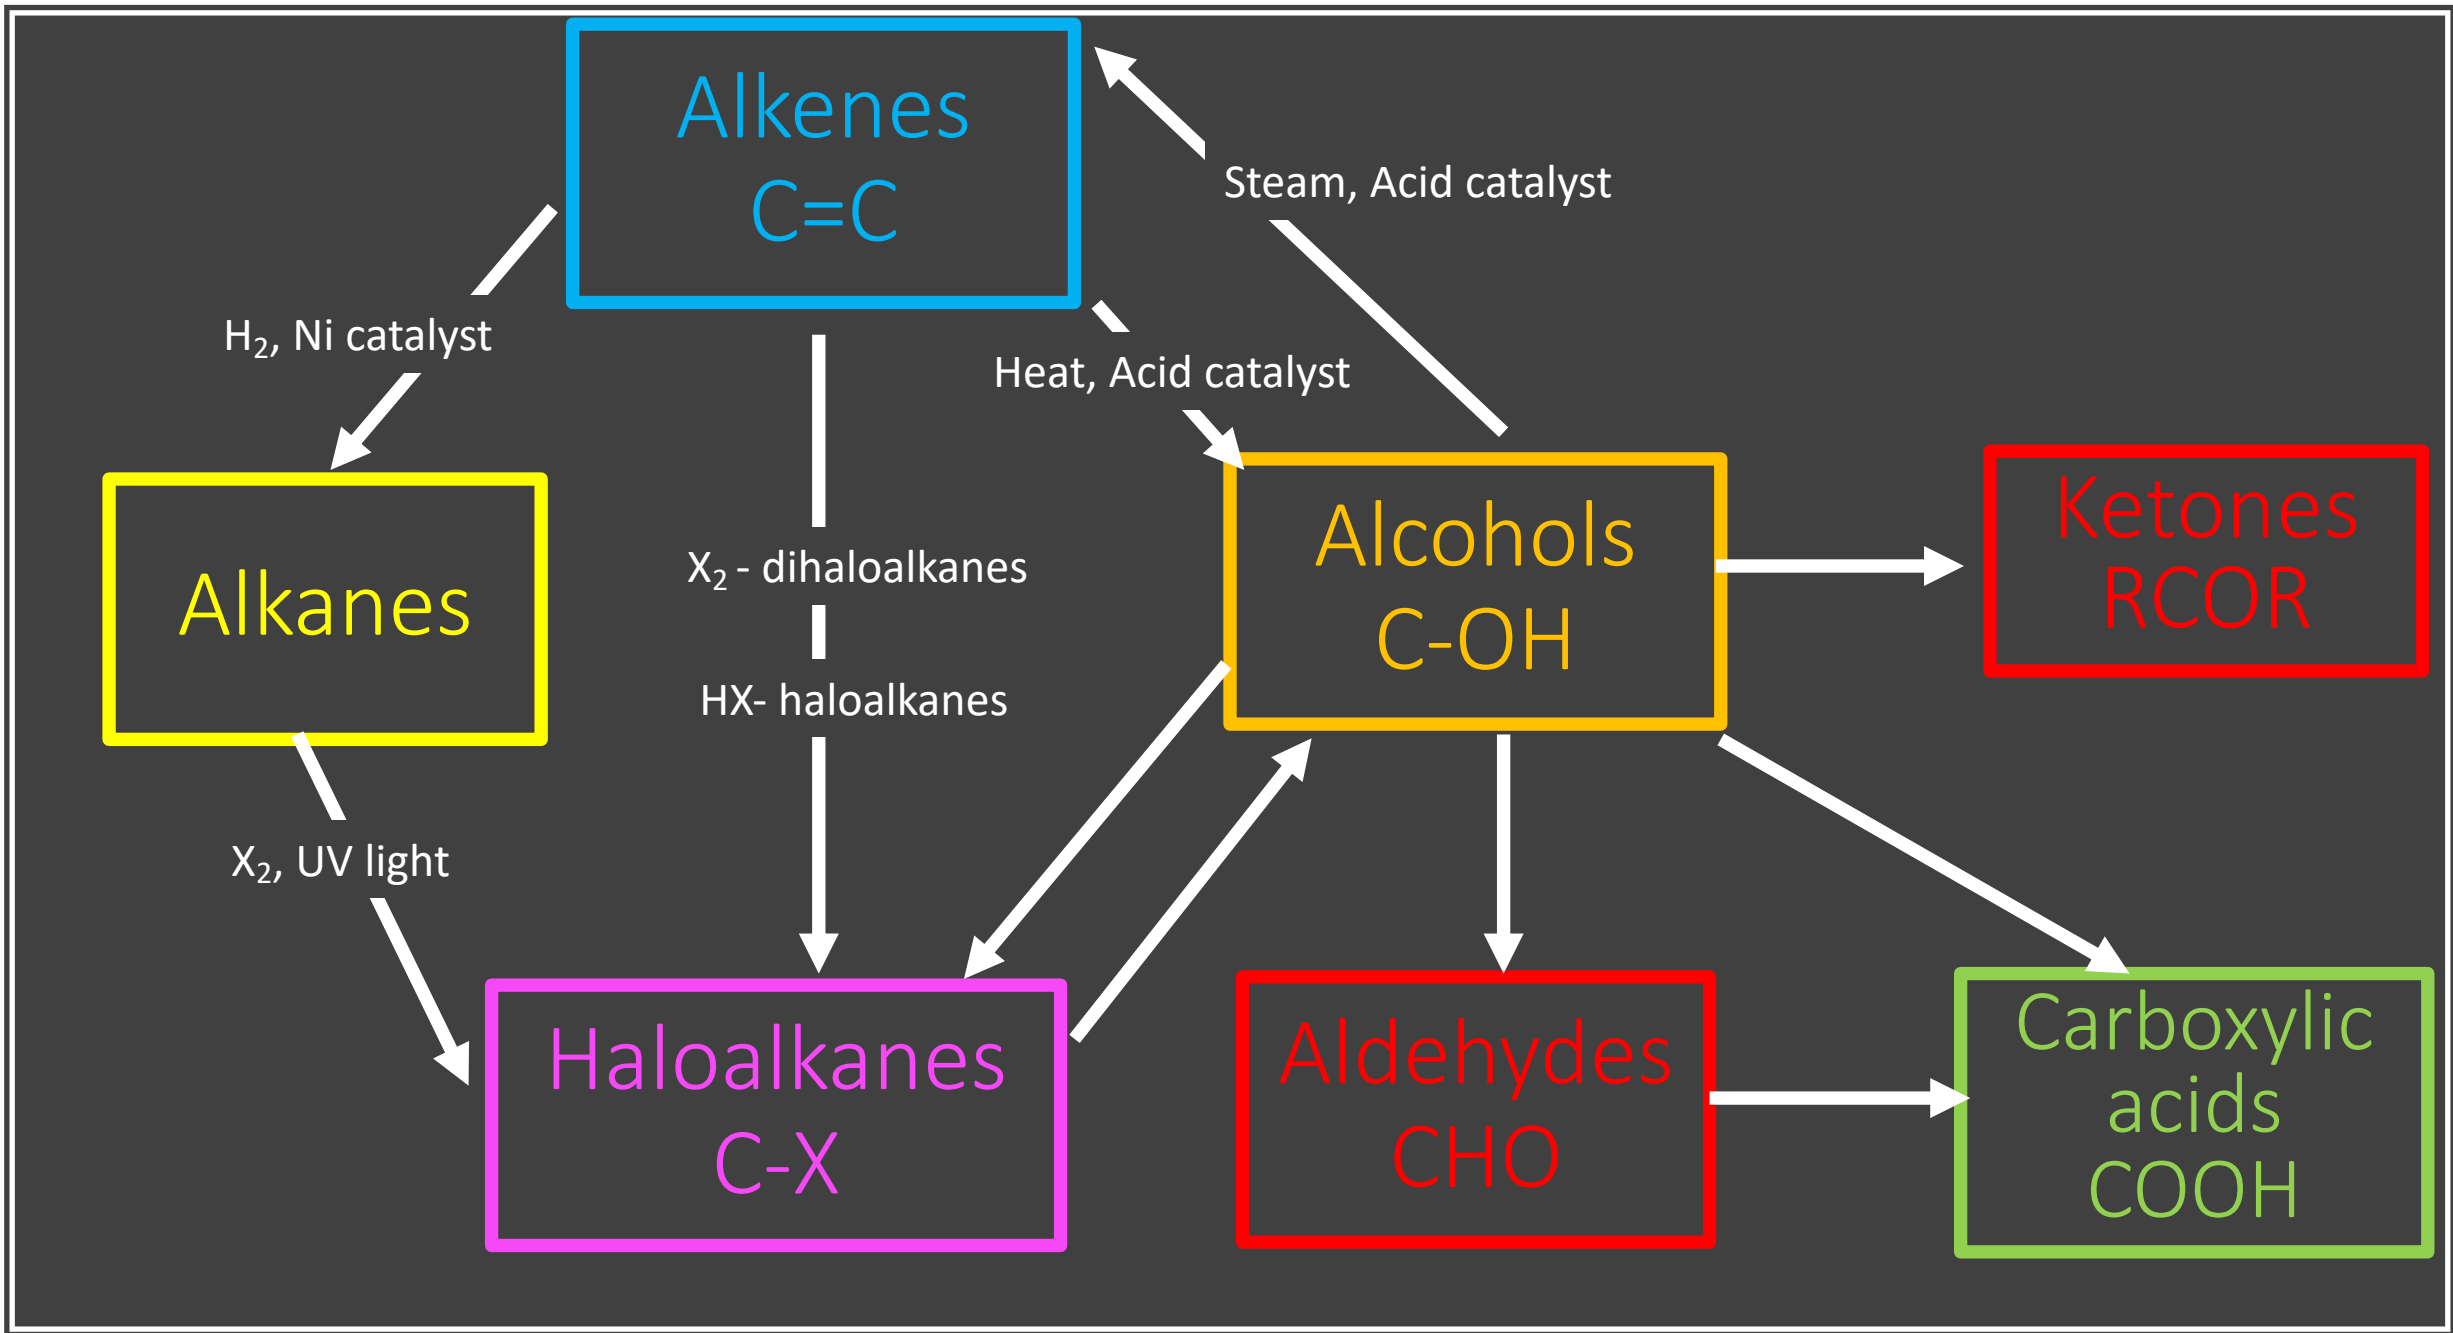 Alkenes
C=C
Steam, Acid catalyst
H₂, Ni catalyst
Heat, Acid catalyst
Alkanes
X₂ - dihaloalkanes
HX- haloalkanes
Alcohols
C-OH
Ketones
RCOR
X₂, UV light
Haloalkanes
C-X
Aldehydes
CHO
Carboxylic
acids
COOH